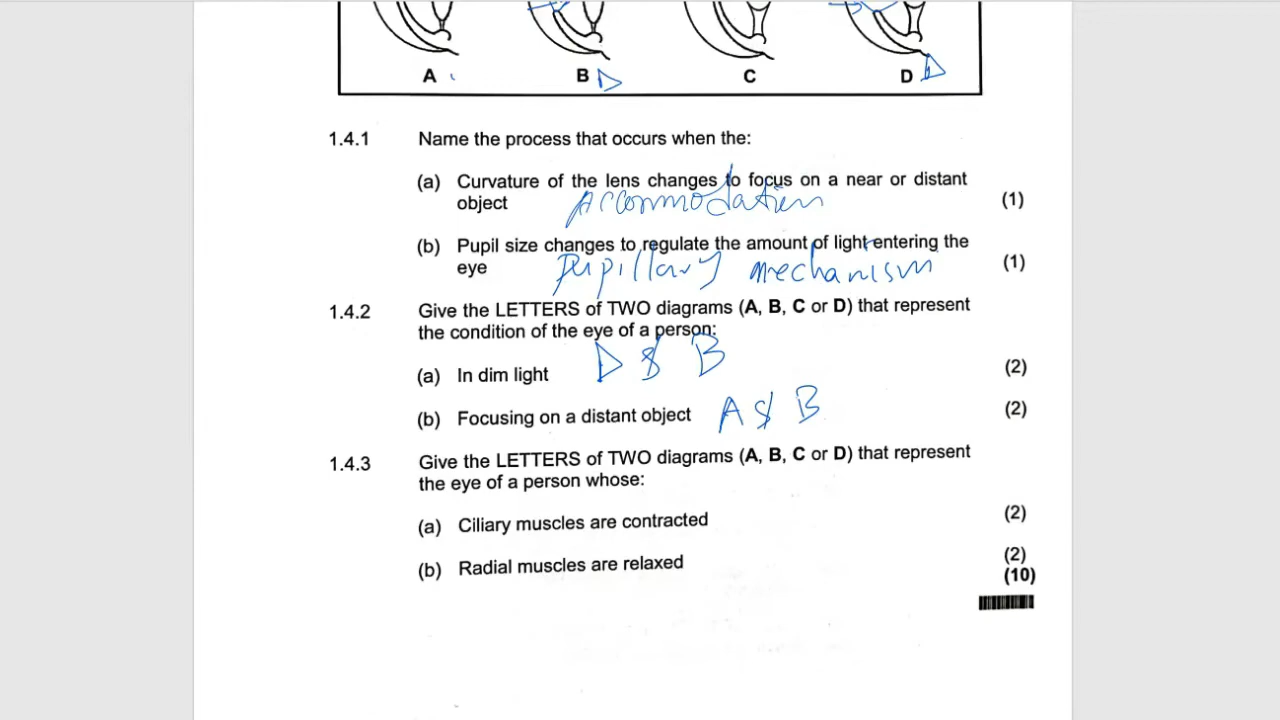 A B D C D D
1.4.1 Name the process that occurs when the:
(a) Curvature of the lens changes to focus on a near or distant
object Accommodation (1)
(b) Pupil size changes to regulate the amount of light entering the
eye Pupillary mechanism (1)
1.4.2 Give the LETTERS of TWO diagrams (A, B, C or D) that represent
the condition of the eye of a person:
(a) In dim light D & B (2)
(b) Focusing on a distant object A & B (2)
1.4.3 Give the LETTERS of TWO diagrams (A, B, C or D) that represent
the eye of a person whose:
(a) Ciliary muscles are contracted (2)
(b) Radial muscles are relaxed (2)
(10)